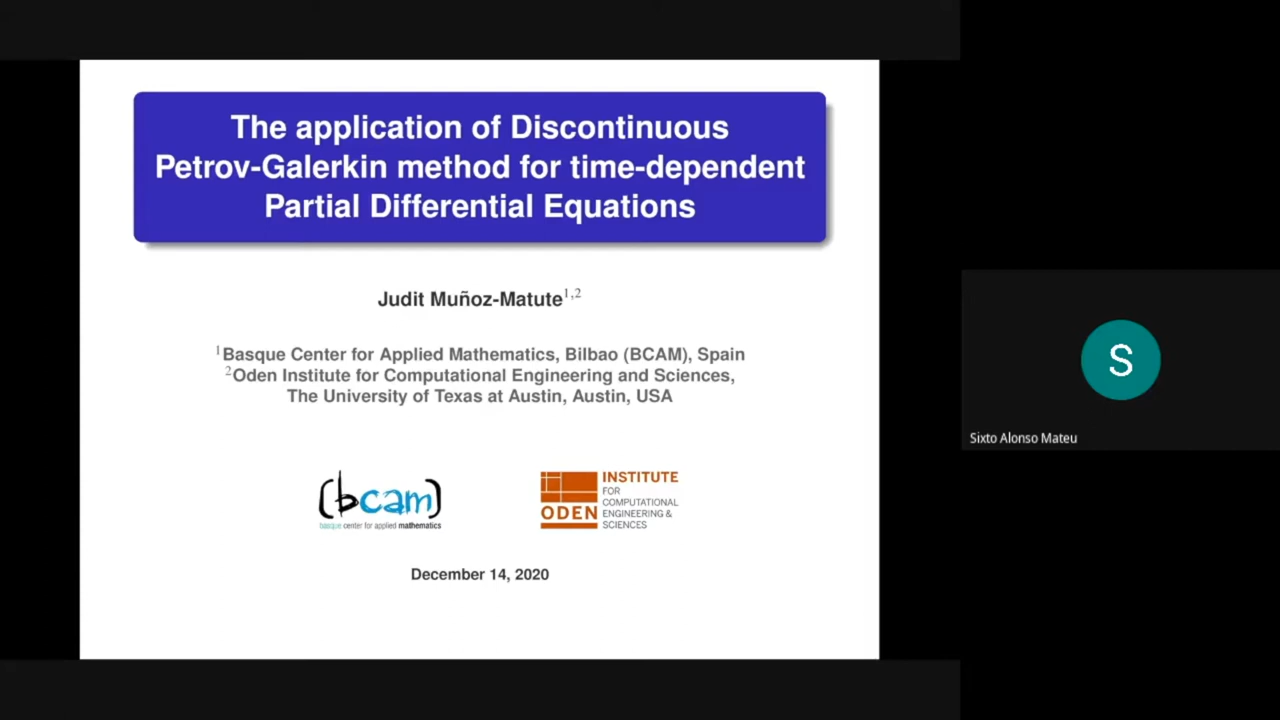 The application of Discontinuous
Petrov-Galerkin method for time-dependent
Partial Differential Equations
Judit Muñoz-Matute1,2
1Basque Center for Applied Mathematics, Bilbao (BCAM), Spain
2Oden Institute for Computational Engineering and Sciences,
The University of Texas at Austin, Austin, USA
(bcam)
basque center for applied mathematics
ODEN
INSTITUTE
FOR
COMPUTATIONAL
ENGINEERING &
SCIENCES
December 14, 2020
S
Sixto Alonso Mateu